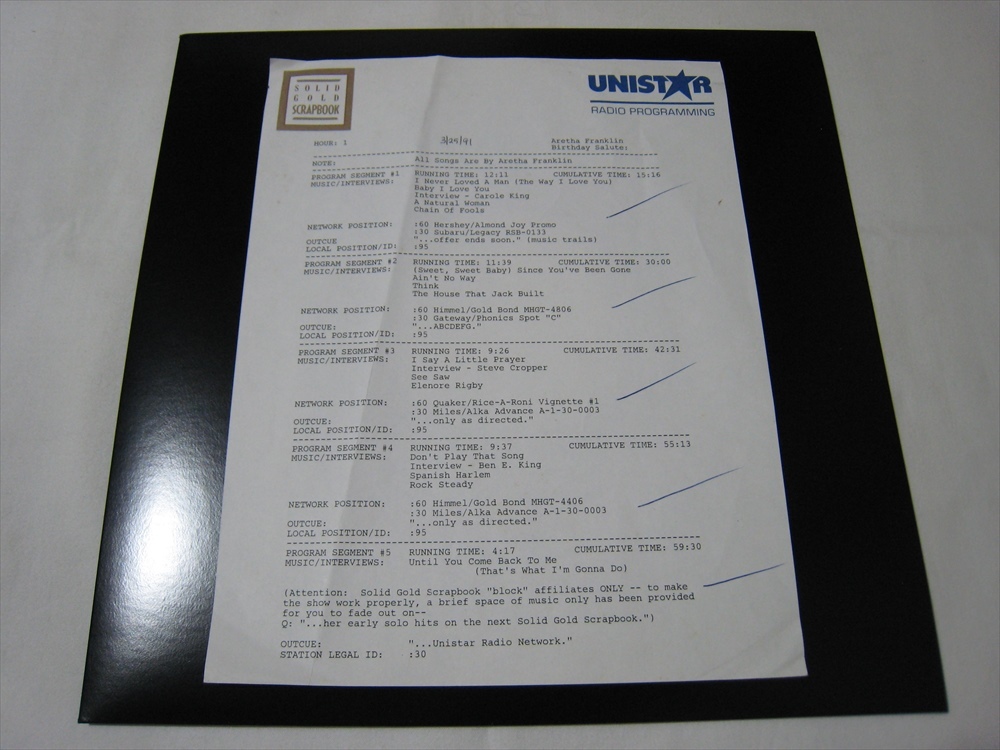 SOLID
GOLD
SCRAPBOOK
UNISTAR
RADIO PROGRAMMING
HOUR: 1 3/25/91 Aretha Franklin
Birthday Salute:
NOTE: All Songs Are By Aretha Franklin
PROGRAM SEGMENT #1 RUNNING TIME: 12:11 CUMULATIVE TIME: 15:16
MUSIC/INTERVIEWS: I Never Loved A Man (The Way I Love You)
Baby I Love You
Interview - Carole King
A Natural Woman
Chain Of Fools
NETWORK POSITION: :60 Hershey/Almond Joy Promo
:30 Subaru/Legacy RSB-0133
OUTCUE "...offer ends soon." (music trails)
LOCAL POSITION/ID: :95
PROGRAM SEGMENT #2 RUNNING TIME: 11:39 CUMULATIVE TIME: 30:00
MUSIC/INTERVIEWS: (Sweet, Sweet Baby) Since You've Been Gone
Ain't No Way
Think
The House That Jack Built
NETWORK POSITION: :60 Himmel/Gold Bond MHGT-4806
:30 Gateway/Phonics Spot "C"
OUTCUE: "...ABCDEFG."
LOCAL POSITION/ID: :95
PROGRAM SEGMENT #3 RUNNING TIME: 9:26 CUMULATIVE TIME: 42:31
MUSIC/INTERVIEWS: I Say A Little Prayer
Interview - Steve Cropper
See Saw
Elenore Rigby
NETWORK POSITION: :60 Quaker/Rice-A-Roni Vignette #1
:30 Miles/Alka Advance A-1-30-0003
OUTCUE: "...only as directed."
LOCAL POSITION/ID: :95
PROGRAM SEGMENT #4 RUNNING TIME: 9:37 CUMULATIVE TIME: 55:13
MUSIC/INTERVIEWS: Don't Play That Song
Interview - Ben E. King
Spanish Harlem
Rock Steady
NETWORK POSITION: :60 Himmel/Gold Bond MHGT-4406
:30 Miles/Alka Advance A-1-30-0003
OUTCUE: "...only as directed."
LOCAL POSITION/ID: :95
PROGRAM SEGMENT #5 RUNNING TIME: 4:17 CUMULATIVE TIME: 59:30
MUSIC/INTERVIEWS: Until You Come Back To Me
(That's What I'm Gonna Do)
(Attention: Solid Gold Scrapbook "block" affiliates ONLY -- to make
the show work properly, a brief space of music only has been provided
for you to fade out on--
Q: "...her early solo hits on the next Solid Gold Scrapbook.")
OUTCUE: "...Unistar Radio Network."
STATION LEGAL ID: :30